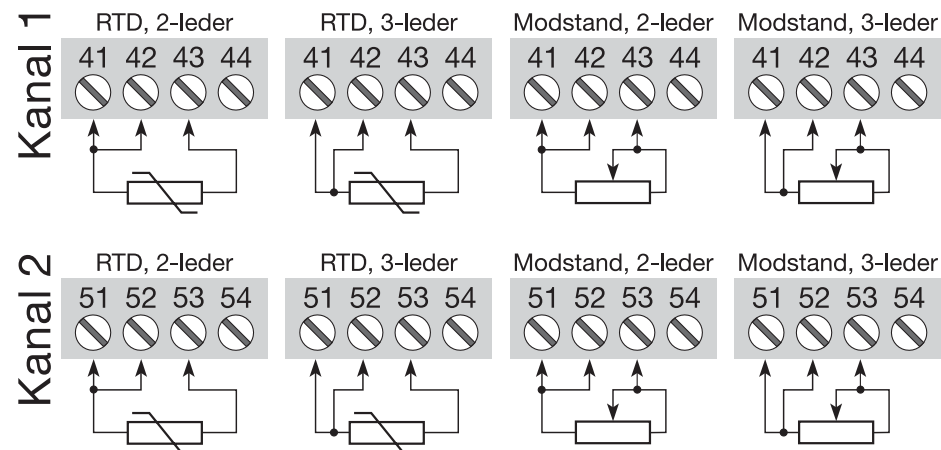 Kanal 1
RTD, 2-leder
41 42 43 44
RTD, 3-leder
41 42 43 44
Modstand, 2-leder
41 42 43 44
Modstand, 3-leder
41 42 43 44
Kanal 2
RTD, 2-leder
51 52 53 54
RTD, 3-leder
51 52 53 54
Modstand, 2-leder
51 52 53 54
Modstand, 3-leder
51 52 53 54